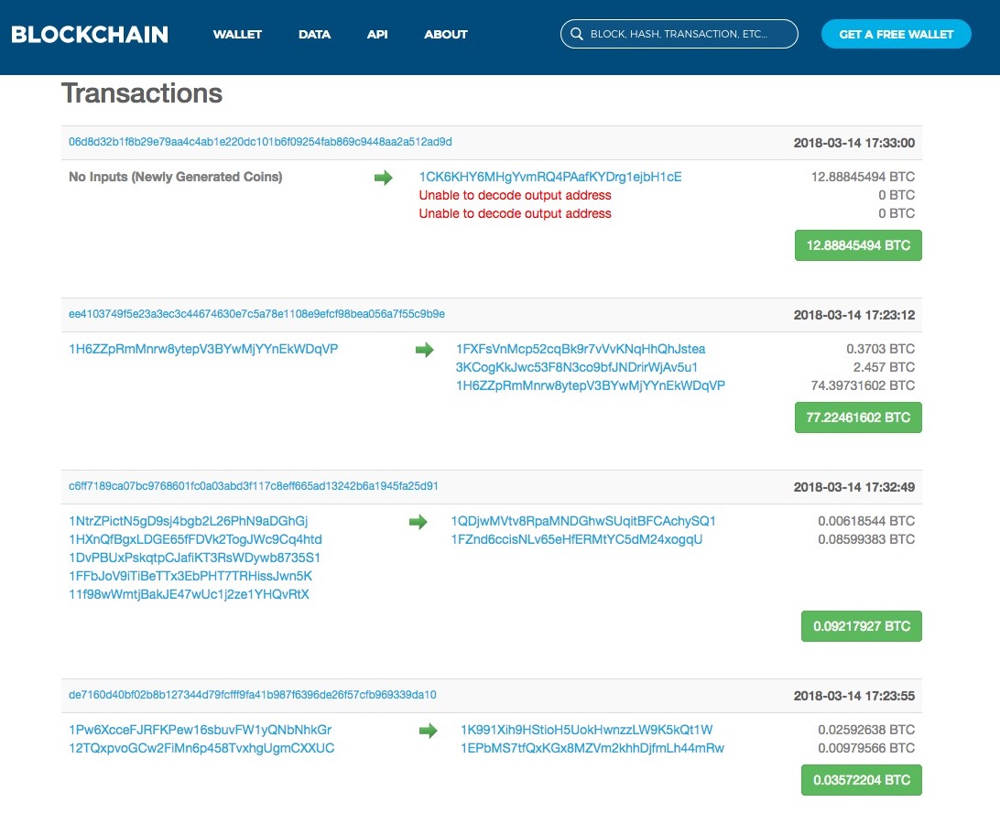 BLOCKCHAIN WALLET DATA API ABOUT BLOCK, HASH, TRANSACTION, ETC... GET A FREE WALLET
Transactions
06d8d32b1f8b29e79aa4c4ab1e220dc101b6f09254fab869c9448aa2a512ad9d 2018-03-14 17:33:00
No Inputs (Newly Generated Coins) 1CK6KHY6MHgYvmRQ4PAafKYDrg1ejbH1cE 12.88845494 BTC
Unable to decode output address 0 BTC
Unable to decode output address 0 BTC
12.88845494 BTC
ee4103749f5e23a3ec3c44674630e7c5a78e1108e9efcf98bea056a7f55c9b9e 2018-03-14 17:23:12
1H6ZZpRmMnrw8ytepV3BYwMjYYnEkWDqVP 1FXFsVnMcp52cqBk9r7vVvKNqHhQhJstea 0.3703 BTC
3KCogKkJwc53F8N3co9bfJNDrirWjAv5u1 2.457 BTC
1H6ZZpRmMnrw8ytepV3BYwMjYYnEkWDqVP 74.39731602 BTC
77.22461602 BTC
c6ff7189ca07bc9768601fc0a03abd3f117c8eff665ad13242b6a1945fa25d91 2018-03-14 17:32:49
1NtrZPictN5gD9sj4bgb2L26PhN9aDGhGj 1QDjwMVtv8RpaMNDGhwSUqitBFCAchySQ1 0.00618544 BTC
1HXnQfBgxLDGE65fFDVk2TogJWc9Cq4htd 1FZnd6ccisNLv65eHfERMtYC5dM24xogqU 0.08599383 BTC
1DvPBUxPskqtpCJafiKT3RsWDywb8735S1
1FFbJoV9iTiBeTTx3EbPHT7TRHissJwn5K
11f98wWmtjBakJE47wUc1j2ze1YHQvRtX
0.09217927 BTC
de7160d40bf02b8b127344d79fcfff9fa41b987f6396de26f57cfb969339da10 2018-03-14 17:23:55
1Pw6XcceFJRFKPew16sbuvFW1yQNbNhkGr 1K991Xih9HStioH5UokHwnzzLW9K5kQt1W 0.02592638 BTC
12TQxpvoGCw2FiMn6p458TvxhgUgmCXXUC 1EPbMS7tfQxKGx8MZVm2khhDjfmLh44mRw 0.00979566 BTC
0.03572204 BTC